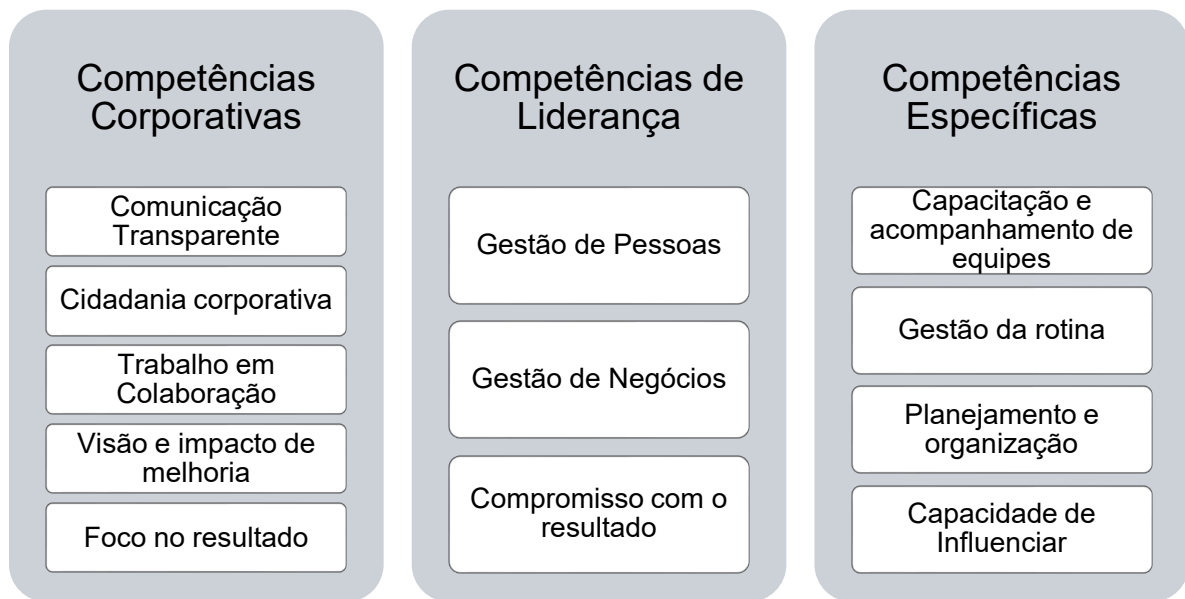 Competências
Corporativas
Comunicação
Transparente
Cidadania corporativa
Trabalho em
Colaboração
Visão e impacto de
melhoria
Foco no resultado
Competências de
Liderança
Gestão de Pessoas
Gestão de Negócios
Compromisso com o
resultado
Competências
Específicas
Capacitação e
acompanhamento de
equipes
Gestão da rotina
Planejamento e
organização
Capacidade de
Influenciar